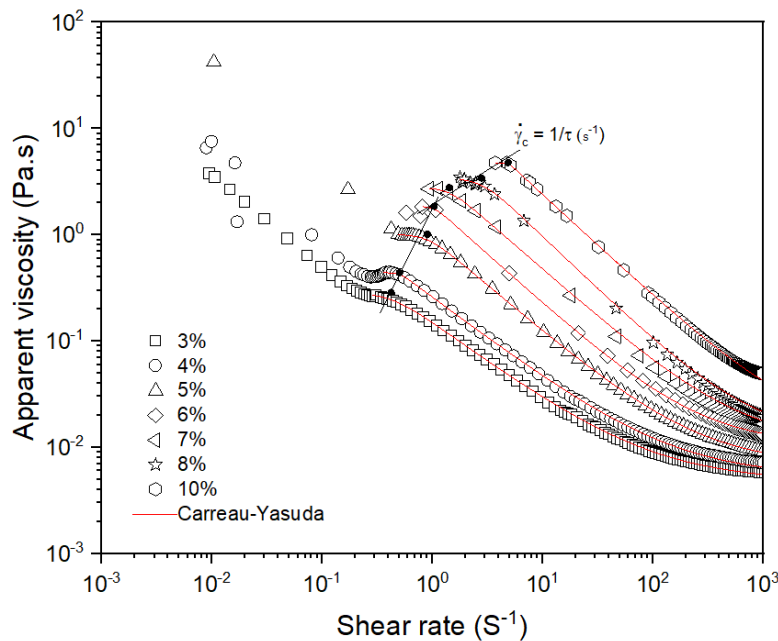 Apparent viscosity (Pa.s)
10²
10¹
10⁰
10⁻¹
10⁻²
10⁻³
γ̇c = 1/τ (s⁻¹)
3%
4%
5%
6%
7%
8%
10%
Carreau-Yasuda
10⁻³ 10⁻² 10⁻¹ 10⁰ 10¹ 10² 10³
Shear rate (S⁻¹)